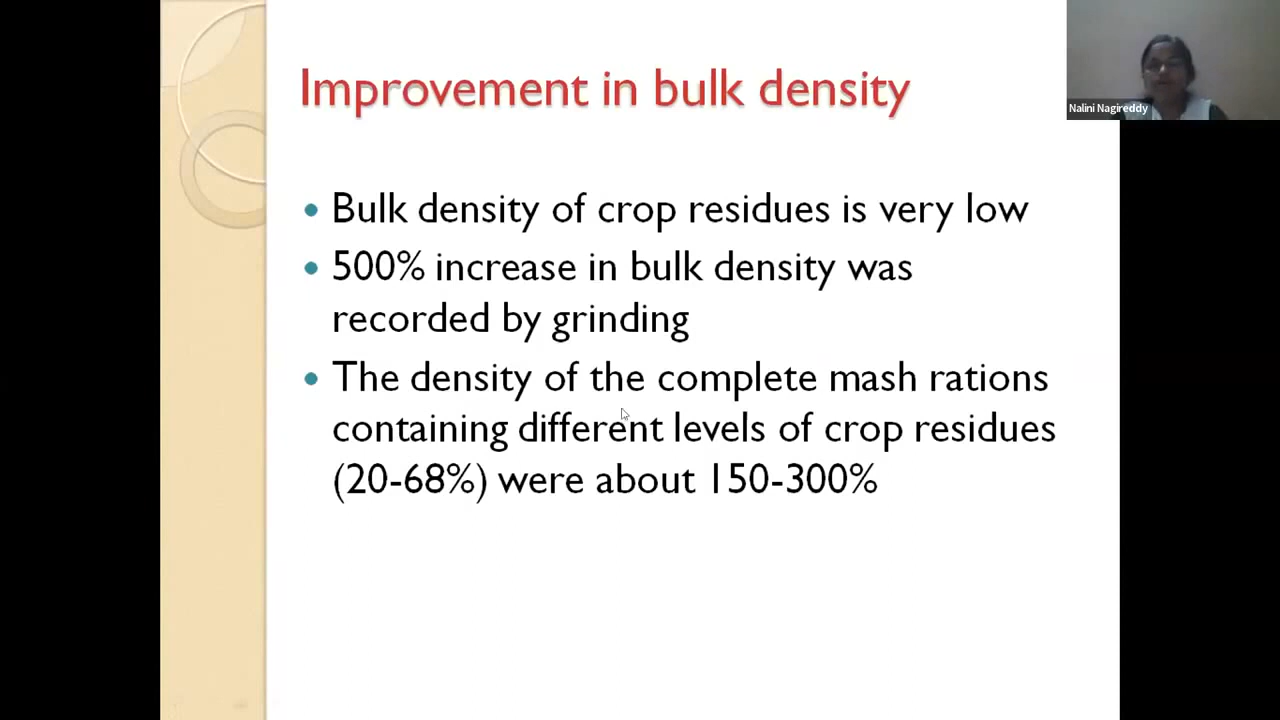 Improvement in bulk density
Nalini Nagireddy
• Bulk density of crop residues is very low
• 500% increase in bulk density was
recorded by grinding
• The density of the complete mash rations
containing different levels of crop residues
(20-68%) were about 150-300%